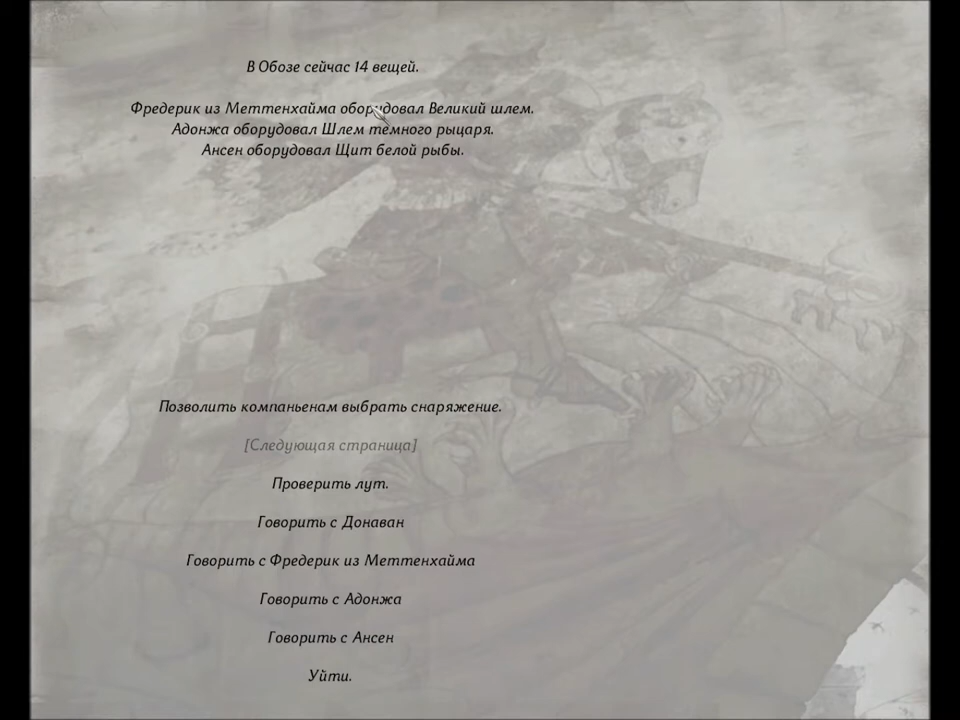 В Обозе сейчас 14 вещей.
Фредерик из Меттенхайма оборудовал Великий шлем.
Адонжа оборудовал Шлем темного рыцаря.
Ансен оборудовал Щит белой рыбы.
Позволить компаньенам выбрать снаряжение.
[Следующая страница]
Проверить лут.
Говорить с Донаван
Говорить с Фредерик из Меттенхайма
Говорить с Адонжа
Говорить с Ансен
Уйти.